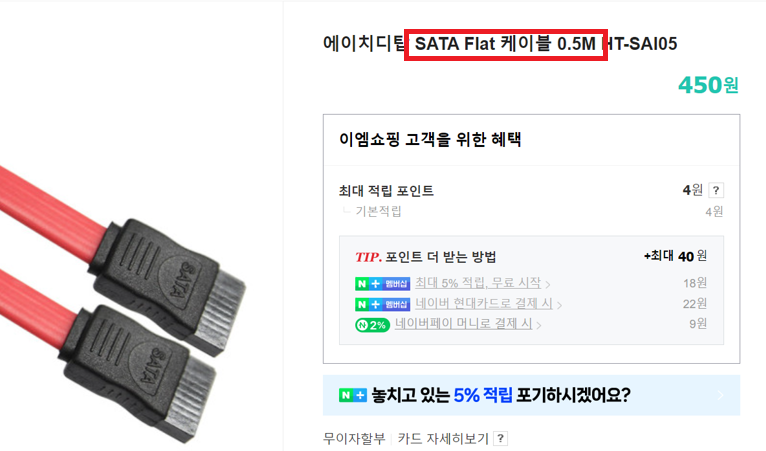 에이치디탑 SATA Flat 케이블 0.5M HT-SAI05
450원
이엠쇼핑 고객을 위한 혜택
최대 적립 포인트 4원 ?
기본적립 4원
TIP. 포인트 더 받는 방법 +최대 40원
N+ 멤버십 최대 5% 적립, 무료 시작 > 18원
N+ 멤버십 네이버 현대카드로 결제 시 > 22원
N 2% 네이버페이 머니로 결제 시 > 9원
N+ 놓치고 있는 5% 적립 포기하시겠어요? >
무이자할부 카드 자세히보기 ?
SATA
SATA